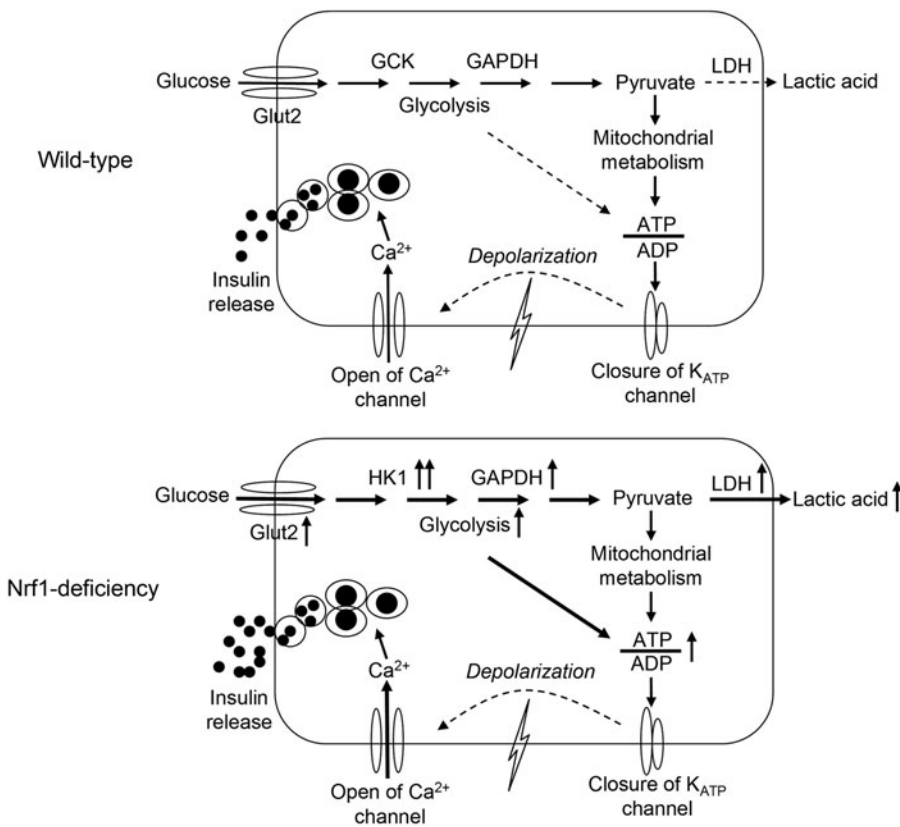 GCK
GAPDH
LDH
Glucose
Pyruvate
Lactic acid
Glut2
Glycolysis
Mitochondrial
metabolism
Wild-type
ATP
ADP
Ca²⁺
Depolarization
Insulin
release
Open of Ca²⁺
channel
Closure of K_ATP
channel
HK1
GAPDH
LDH
Glucose
Pyruvate
Lactic acid
Glut2
Glycolysis
Mitochondrial
metabolism
Nrf1-deficiency
ATP
ADP
Ca²⁺
Depolarization
Insulin
release
Open of Ca²⁺
channel
Closure of K_ATP
channel